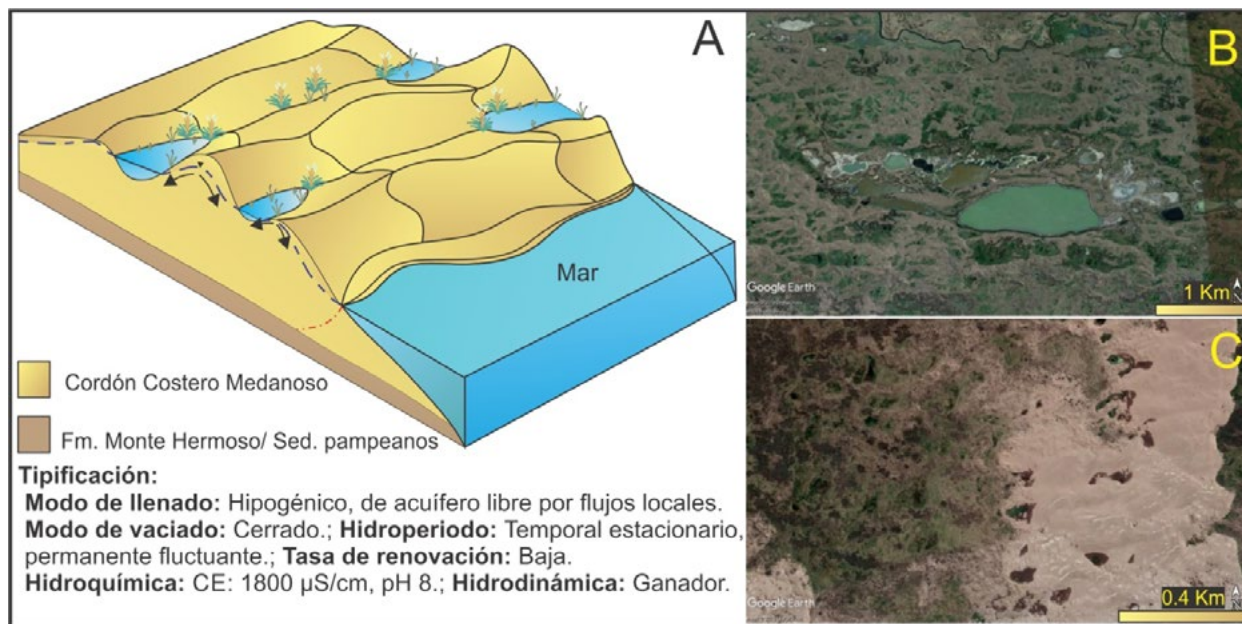 A
Mar
Cordón Costero Medanoso
Fm. Monte Hermoso/ Sed. pampeanos
Tipificación:
Modo de llenado: Hipogénico, de acuífero libre por flujos locales.
Modo de vaciado: Cerrado.; Hidroperiodo: Temporal estacionario,
permanente fluctuante.; Tasa de renovación: Baja.
Hidroquímica: CE: 1800 µS/cm, pH 8.; Hidrodinámica: Ganador.
B
Google Earth
1 Km
N
C
Google Earth
0.4 Km
N